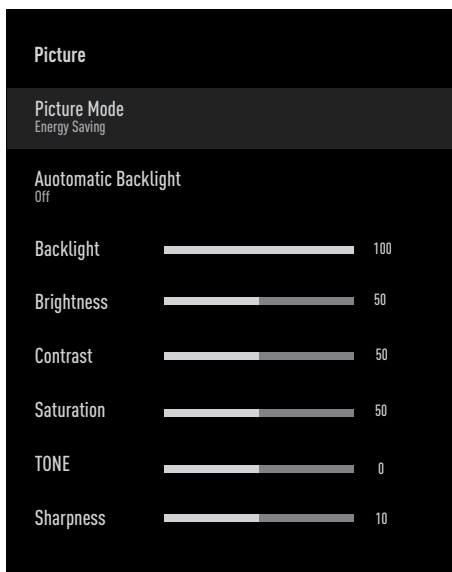 Picture
Picture Mode
Energy Saving
Auotomatic Backlight
Off
Backlight 100
Brightness 50
Contrast 50
Saturation 50
TONE 0
Sharpness 10